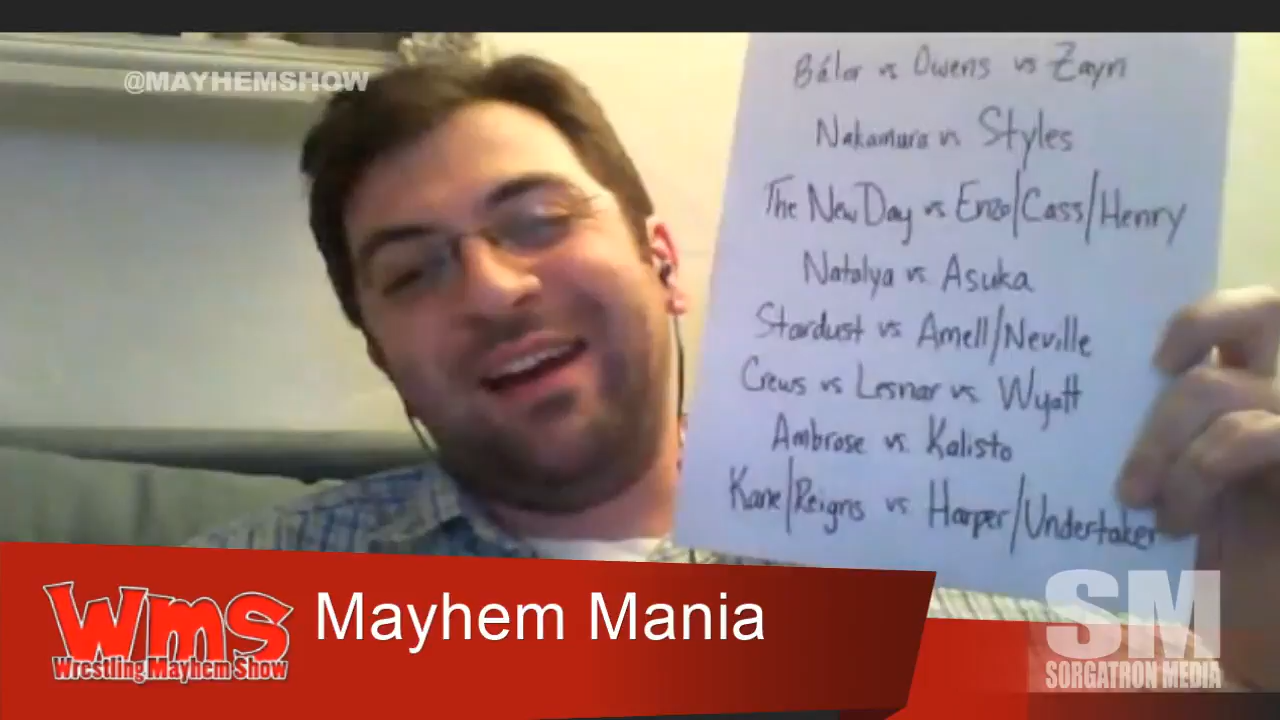 @MAYHEMSHOW
Bálor vs Owens vs Zayn
Nakamura vs Styles
The New Day vs Enzo/Cass/Henry
Natalya vs. Asuka
Stardust vs Amell/Neville
Crews vs Lesnar vs. Wyatt
Ambrose vs. Kalisto
Kane/Reigns vs Harper/Undertaker
wms
Wrestling Mayhem Show
Mayhem Mania
SM
SORGATRON MEDIA